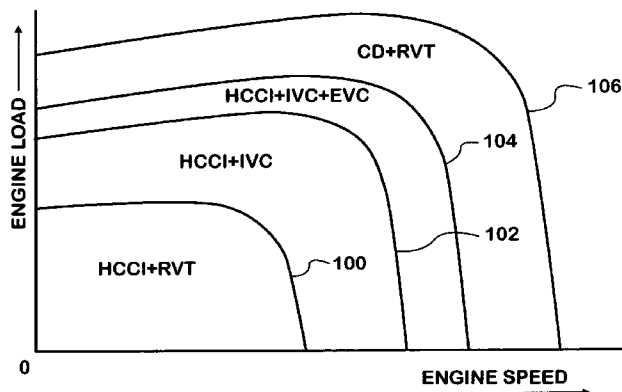 CD+RVT
106
HCCI+IVC+EVC
104
HCCI+IVC
102
ENGINE LOAD
100
HCCI+RVT
0
ENGINE SPEED